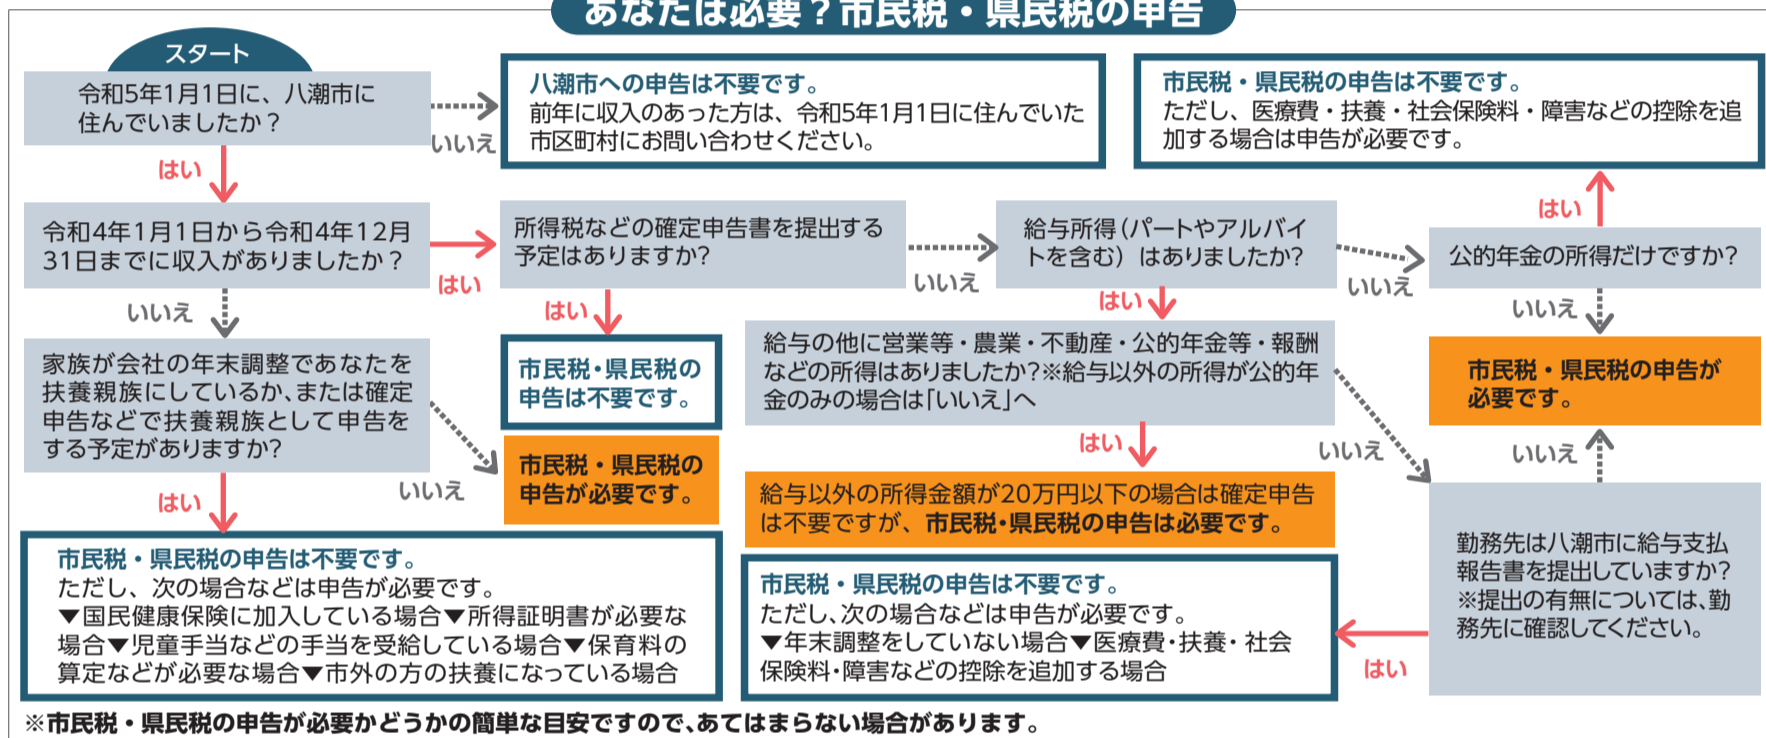 あなたは必要？市民税・県民税の申告
スタート
令和5年1月1日に、八潮市に
住んでいましたか？
いいえ
はい
八潮市への申告は不要です。
前年に収入のあった方は、令和5年1月1日に住んでいた
市区町村にお問い合わせください。
市民税・県民税の申告は不要です。
ただし、医療費・扶養・社会保険料・障害などの控除を追
加する場合は申告が必要です。
令和4年1月1日から令和4年12月
31日までに収入がありましたか？
はい
いいえ
所得税などの確定申告書を提出する
予定はありますか?
いいえ
はい
給与所得（パートやアルバイ
トを含む）はありましたか?
いいえ
はい
はい
公的年金の所得だけですか?
いいえ
家族が会社の年末調整であなたを
扶養親族にしているか、または確定
申告などで扶養親族として申告を
する予定がありますか?
いいえ
はい
市民税・県民税の
申告は不要です。
市民税・県民税の
申告が必要です。
給与の他に営業等・農業・不動産・公的年金等・報酬
などの所得はありましたか?※給与以外の所得が公的年
金のみの場合は「いいえ」へ
はい
いいえ
市民税・県民税の申告が
必要です。
いいえ
給与以外の所得金額が20万円以下の場合は確定申告
は不要ですが、市民税・県民税の申告は必要です。
勤務先は八潮市に給与支払
報告書を提出していますか?
※提出の有無については、勤
務先に確認してください。
はい
市民税・県民税の申告は不要です。
ただし、次の場合などは申告が必要です。
▼国民健康保険に加入している場合▼所得証明書が必要な
場合▼児童手当などの手当を受給している場合▼保育料の
算定などが必要な場合▼市外の方の扶養になっている場合
市民税・県民税の申告は不要です。
ただし、次の場合などは申告が必要です。
▼年末調整をしていない場合▼医療費・扶養・社会
保険料・障害などの控除を追加する場合
※市民税・県民税の申告が必要かどうかの簡単な目安ですので、あてはまらない場合があります。